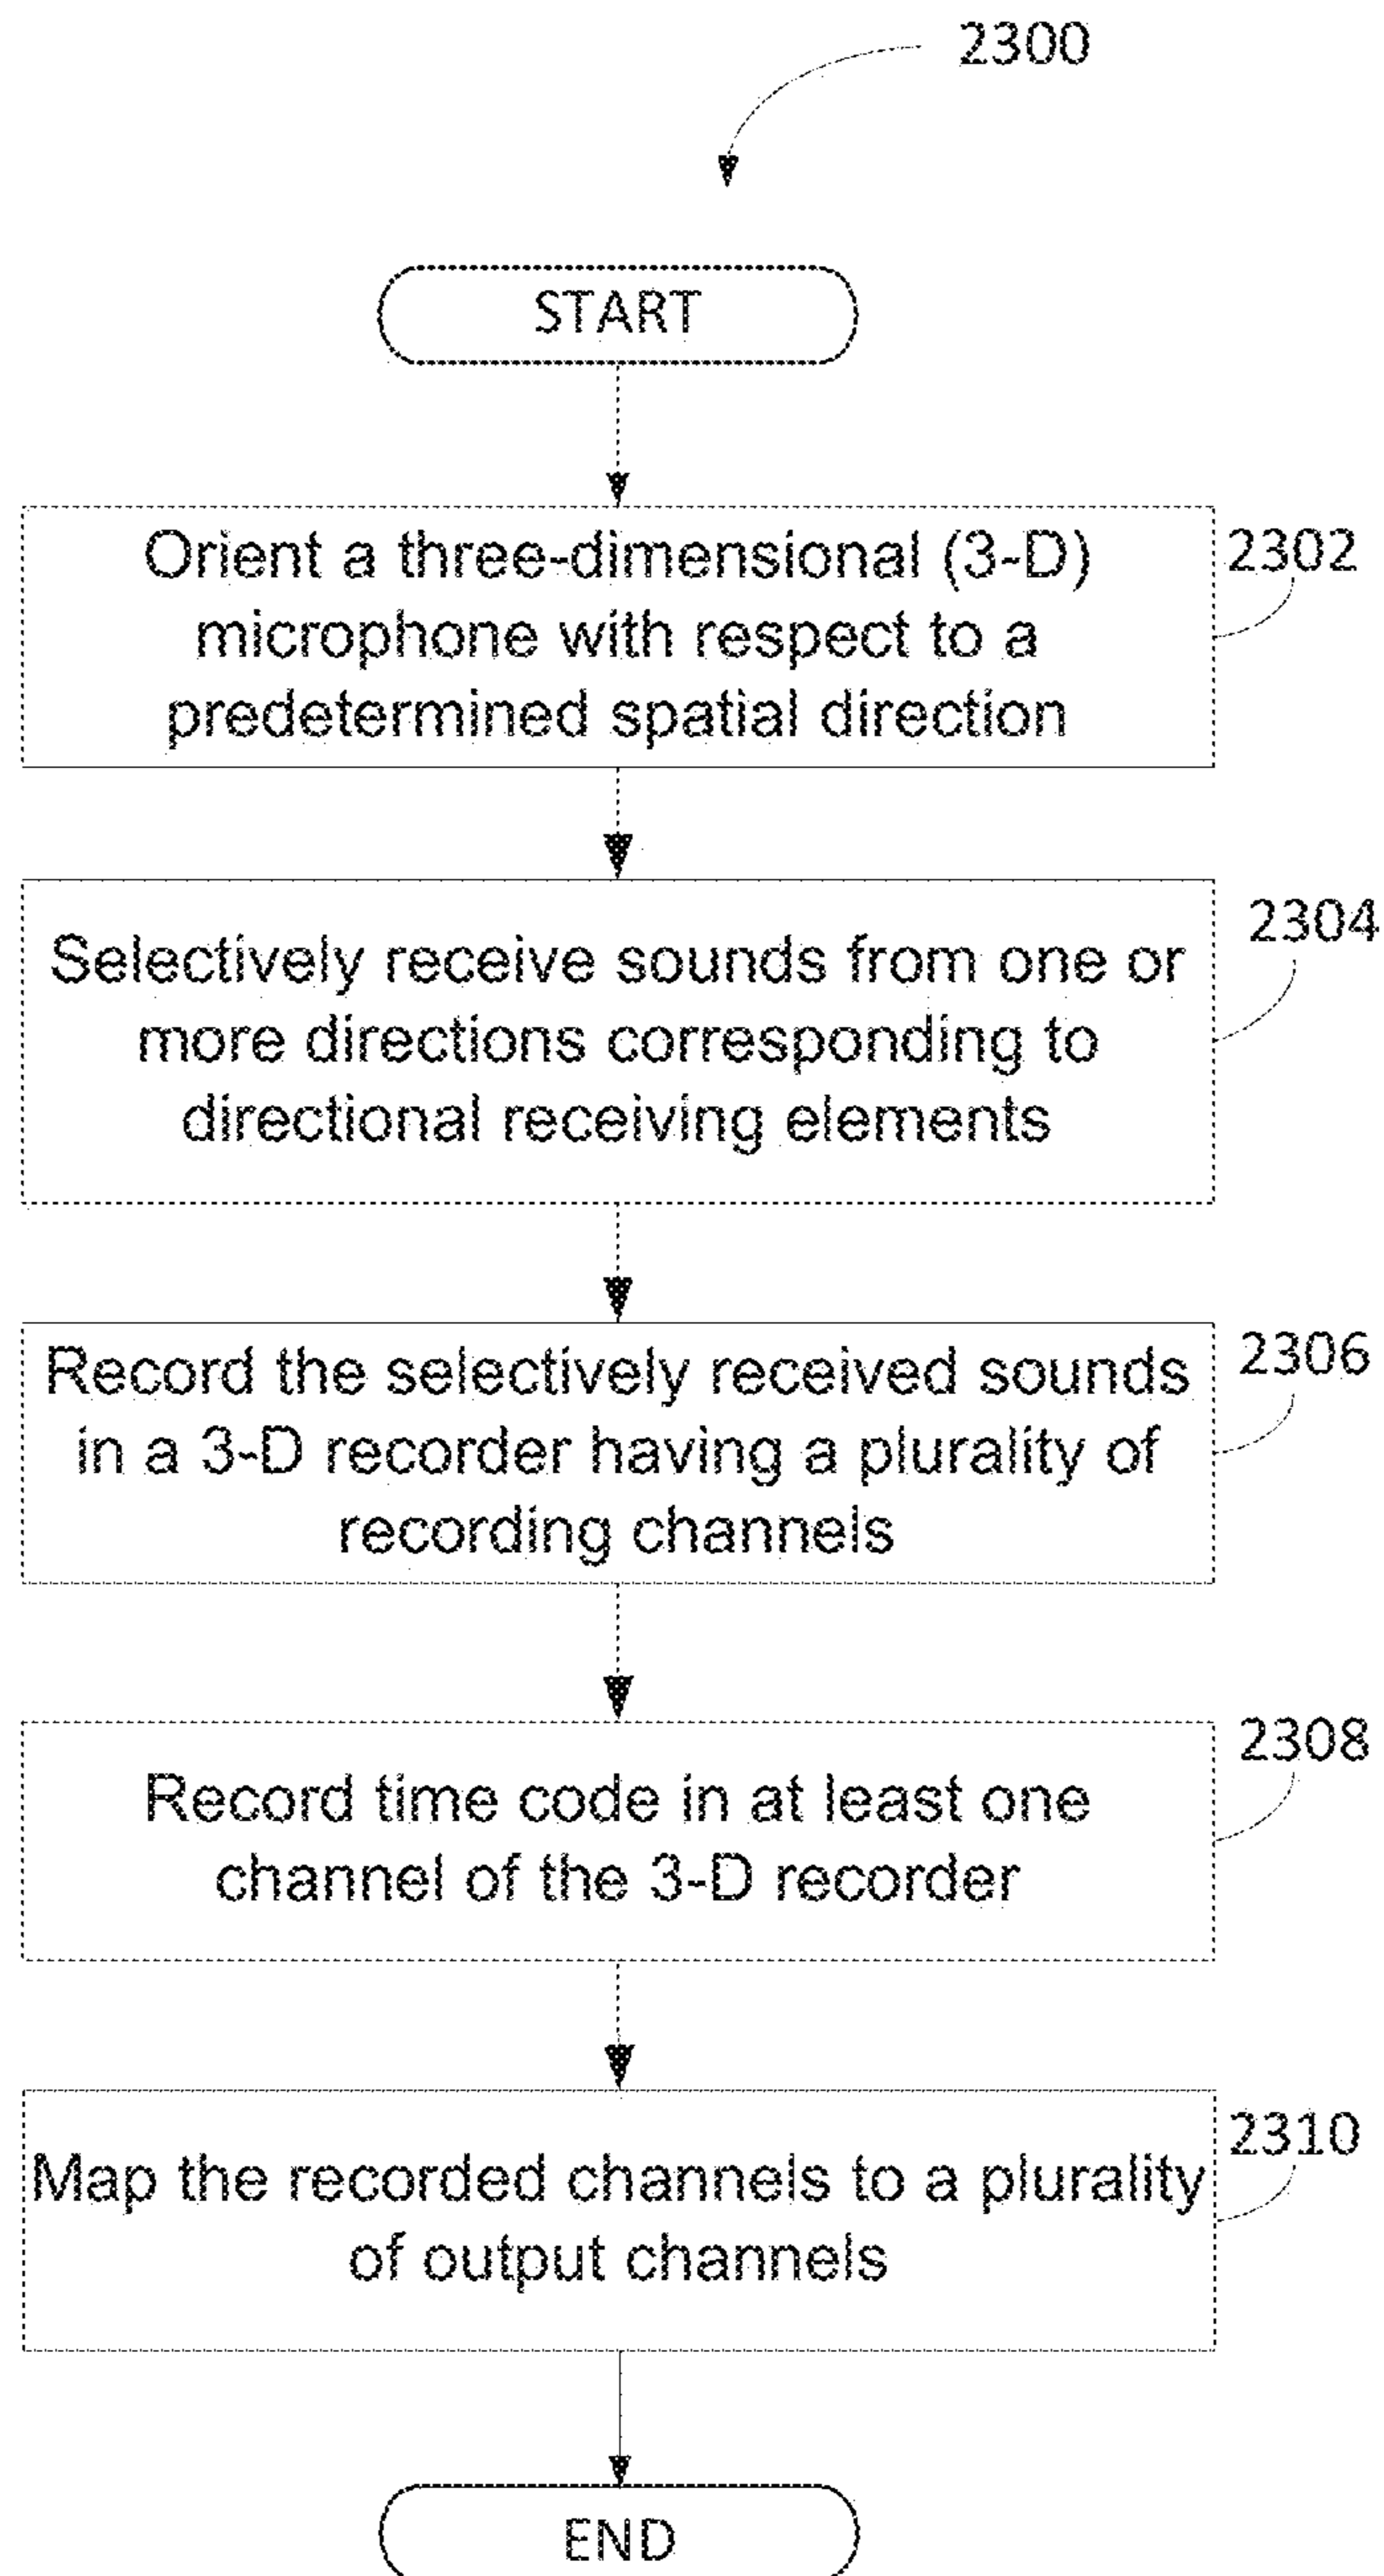 2300
START
Orient a three-dimensional (3-D)
microphone with respect to a
predetermined spatial direction
2302
Selectively receive sounds from one or
more directions corresponding to
directional receiving elements
2304
Record the selectively received sounds
in a 3-D recorder having a plurality of
recording channels
2306
Record time code in at least one
channel of the 3-D recorder
2308
Map the recorded channels to a plurality
of output channels
2310
END